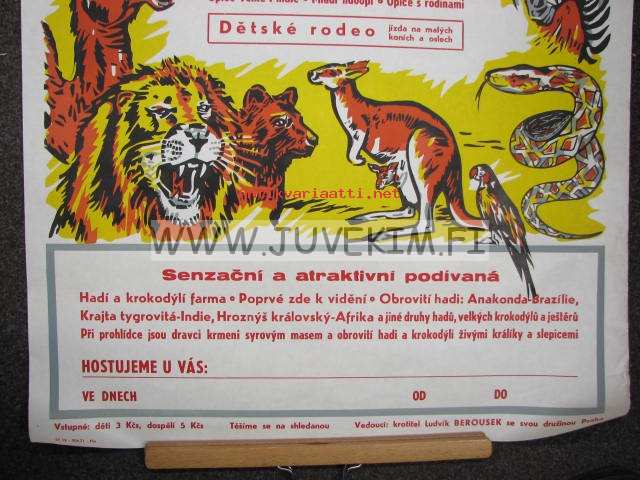 Opice s rodinami
Dětské rodeo
jízda na malých
koních a oslech
antikvariaatti.net
WWW.JUVEKIM.FI
Senzační a atraktivní podívaná
Hadí a krokodýlí farma • Poprvé zde k vidění • Obrovití hadi: Anakonda-Brazílie,
Krajta tygrovitá-Indie, Hroznýš královský-Afrika a jiné druhy hadů, velkých krokodýlů a ještěrů
Při prohlídce jsou dravci krmeni syrovým masem a obrovití hadi a krokodýli živými králíky a slepicemi
HOSTUJEME U VÁS:
VE DNECH OD DO
Vstupné: děti 3 Kčs, dospělí 5 Kčs Těšíme se na shledanou Vedoucí: krotitel Ludvík BEROUSEK se svou družinou Praha